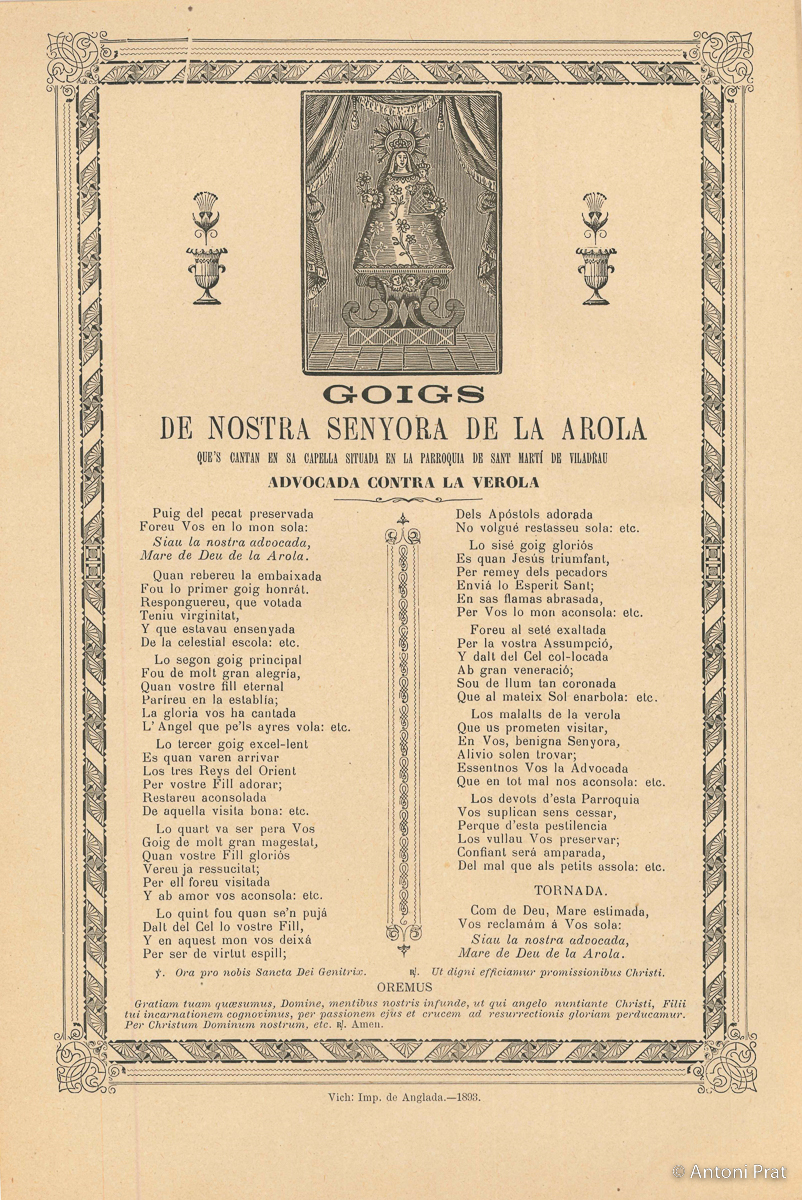 GOIGS
DE NOSTRA SENYORA DE LA AROLA
QUE'S CANTAN EN SA CAPELLA SITUADA EN LA PARROQUIA DE SANT MARTÍ DE VILADRAU
ADVOCADA CONTRA LA VEROLA
Puig del pecat preservada
Foreu Vos en lo mon sola:
Siau la nostra advocada,
Mare de Deu de la Arola.
Quan rebereu la embaixada
Fou lo primer goig honrát.
Responguereu, que votada
Teniu virginitat,
Y que estavau ensenyada
De la celestial escola: etc.
Lo segon goig principal
Fou de molt gran alegría,
Quan vostre fill eternal
Parireu en la establía;
La gloria vos ha cantada
L' Angel que pe'ls ayres vola: etc.
Lo tercer goig excel-lent
Es quan varen arrivar
Los tres Reys del Orient
Per vostre Fill adorar;
Restareu aconsolada
De aquella visita bona: etc.
Lo quart va ser pera Vos
Goig de molt gran magestat,
Quan vostre Fill gloriós
Vereu ja ressucitat;
Per ell foreu visitada
Y ab amor vos aconsola: etc.
Lo quint fou quan se'n pujá
Dalt del Cel lo vostre Fill,
Y en aquest mon vos deixá
Per ser de virtut espill;
Dels Apóstols adorada
No volgué restasseu sola: etc.
Lo sisé goig gloriós
Es quan Jesús triumfant,
Per remey dels pecadors
Enviá lo Esperit Sant;
En sas flamas abrasada,
Per Vos lo mon aconsola: etc.
Foreu al seté exaltada
Per la vostra Assumpció,
Y dalt del Cel col-locada
Ab gran veneració;
Sou de llum tan coronada
Que al mateix Sol enarbola: etc.
Los malalts de la verola
Que us prometen visitar,
En Vos, benigna Senyora,
Alivio solen trovar;
Essentnos Vos la Advocada
Que en tot mal nos aconsola: etc.
Los devots d'esta Parroquia
Vos suplican sens cessar,
Perque d'esta pestilencia
Los vullau Vos preservar;
Confiant será amparada,
Del mal que als petits assola: etc.
TORNADA.
Com de Deu, Mare estimada,
Vos reclamám á Vos sola:
Siau la nostra advocada,
Mare de Deu de la Arola.
℣. Ora pro nobis Sancta Dei Genitrix. ℟. Ut digni efficiamur promissionibus Christi.
OREMUS
Gratiam tuam quæsumus, Domine, mentibus nostris infunde, ut qui angelo nuntiante Christi, Filii
tui incarnationem cognovimus, per passionem ejus et crucem ad resurrectionis gloriam perducamur.
Per Christum Dominum nostrum, etc. ℟. Amen.
Vich: Imp. de Anglada.—1893.
© Antoni Prat